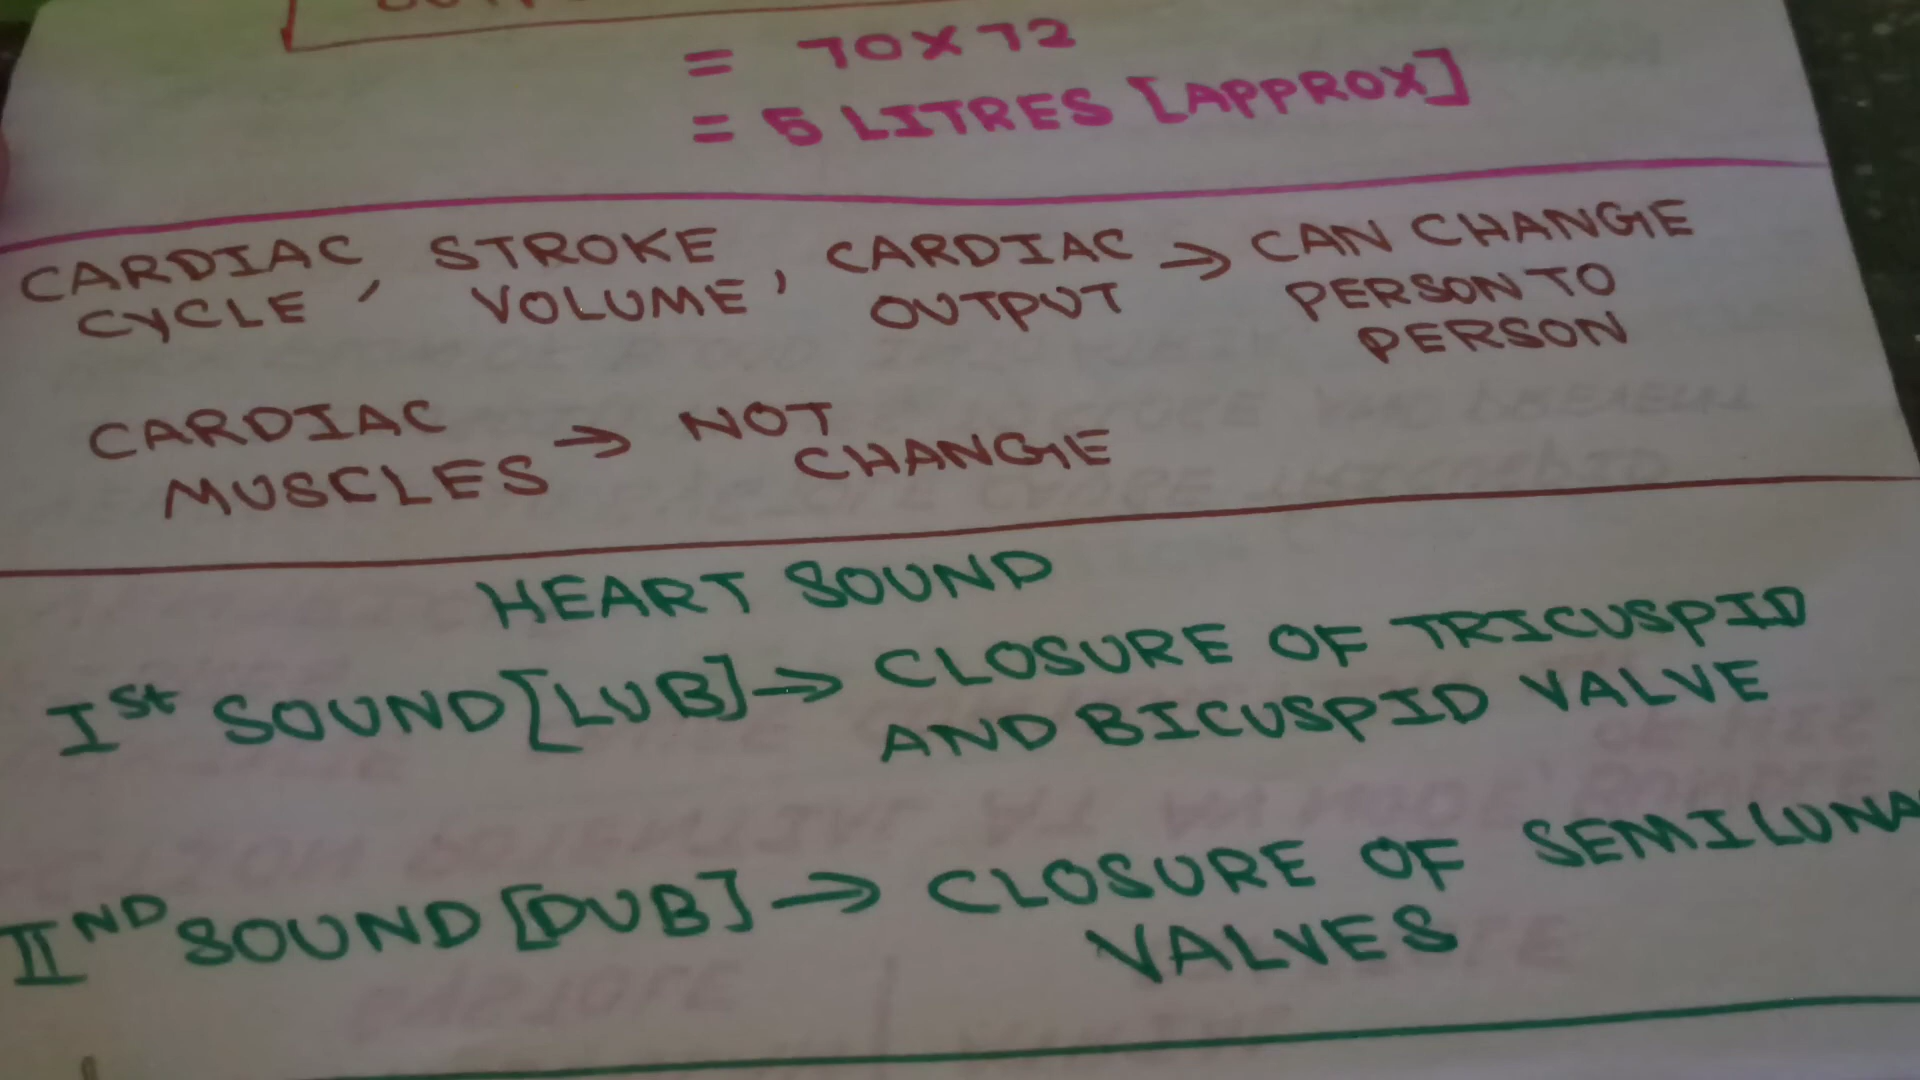 = 70 X 72
= 5 LITRES [APPROX]
CARDIAC CYCLE, STROKE VOLUME, CARDIAC OUTPUT → CAN CHANGE PERSON TO PERSON
CARDIAC MUSCLES → NOT CHANGE
HEART SOUND
Ist SOUND [LUB] → CLOSURE OF TRICUSPID
AND BICUSPID VALVE
IIND SOUND [DUB] → CLOSURE OF SEMILUNA
VALVES